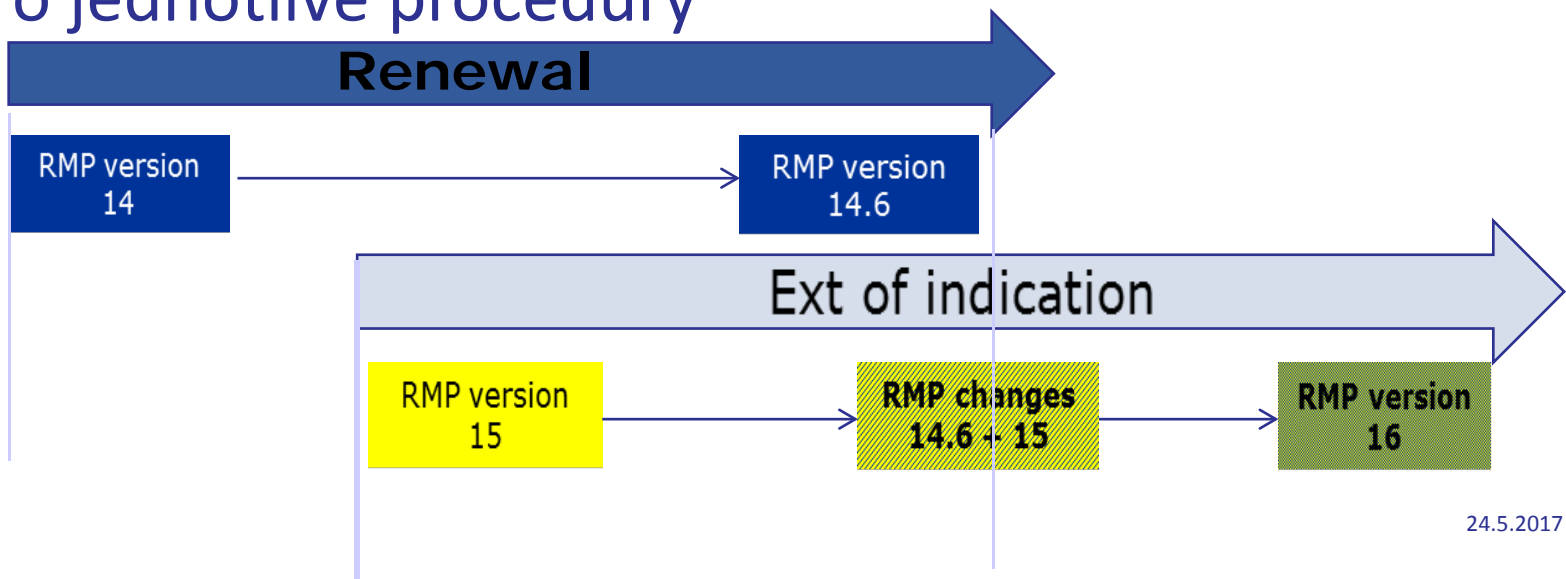 o jednotlivé procedury
Renewal
RMP version
14
RMP version
14.6
Ext of indication
RMP version
15
RMP changes
14.6 + 15
RMP version
16
24.5.2017